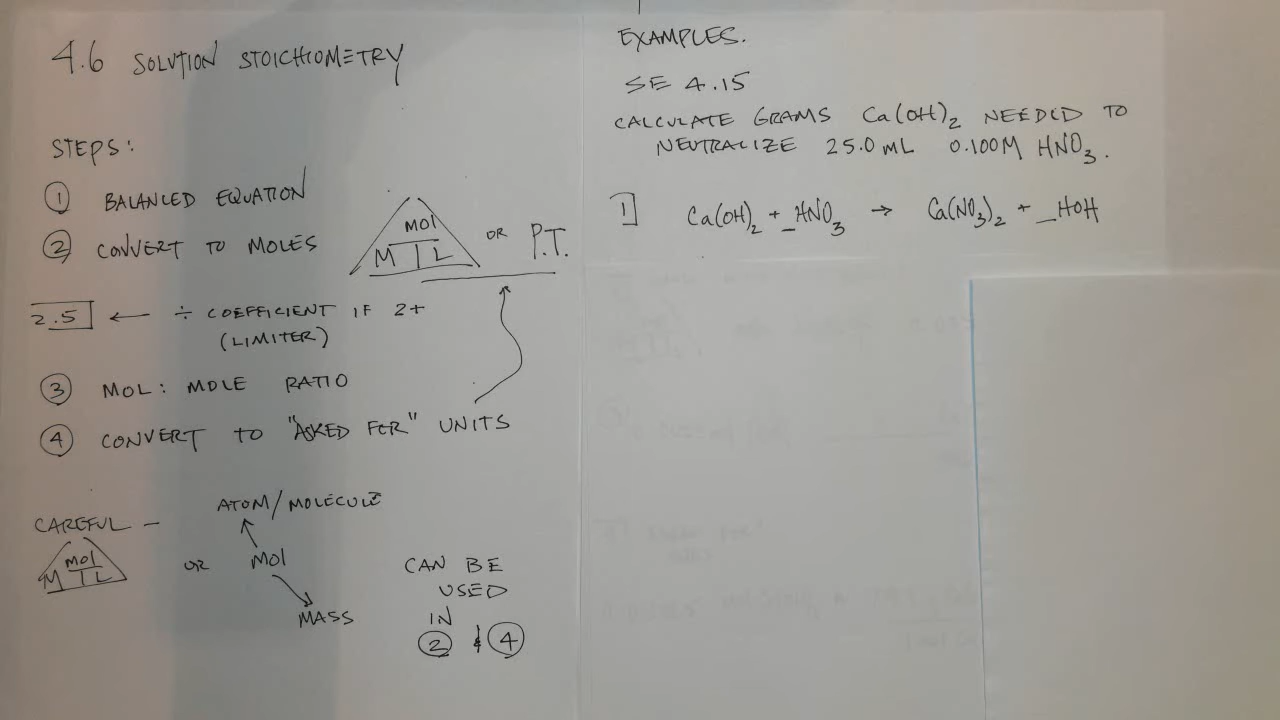 4.6 SOLUTION STOICHIOMETRY
STEPS:
① BALANCED EQUATION
② CONVERT TO MOLES
MOL
M L
OR P.T.
2.5 ← ÷ COEFFICIENT IF 2+
(LIMITER)
③ MOL: MOLE RATIO
④ CONVERT TO "ASKED FOR" UNITS
CAREFUL -
MOL
M L
OR
ATOM/MOLECULE
MOL
MASS
CAN BE
USED
IN
② & ④
EXAMPLES.
SE 4.15
CALCULATE GRAMS Ca(OH)₂ NEEDED TO
NEUTRALIZE 25.0 mL 0.100M HNO₃.
1 Ca(OH)₂ + _HNO₃ → Ca(NO₃)₂ + _HOH